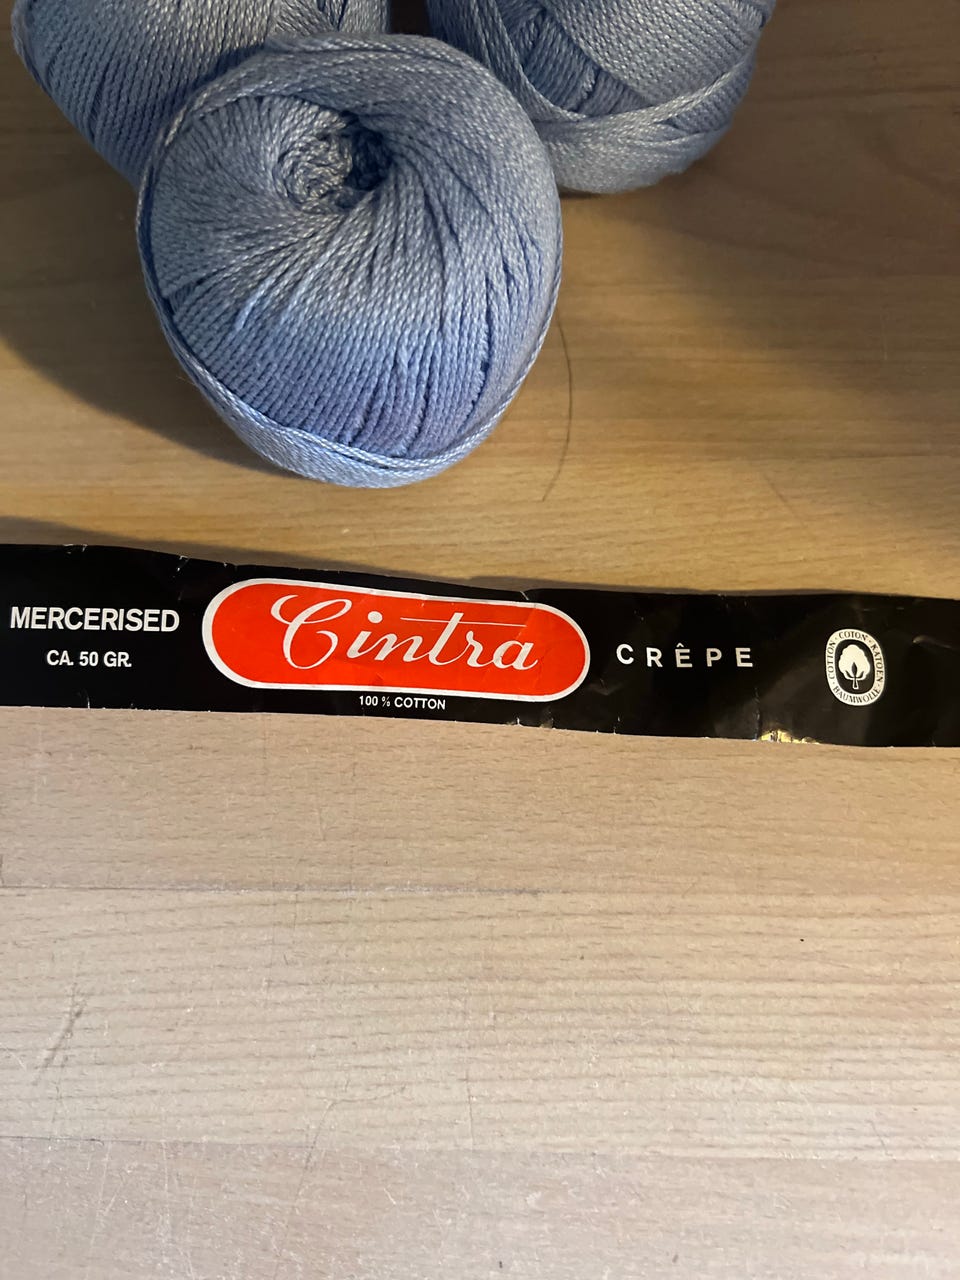 MERCERISED
CA. 50 GR.
Cintra
100 % COTTON
CRÊPE
COTTON · COTON · KATOEN · BAUMWOLLE ·